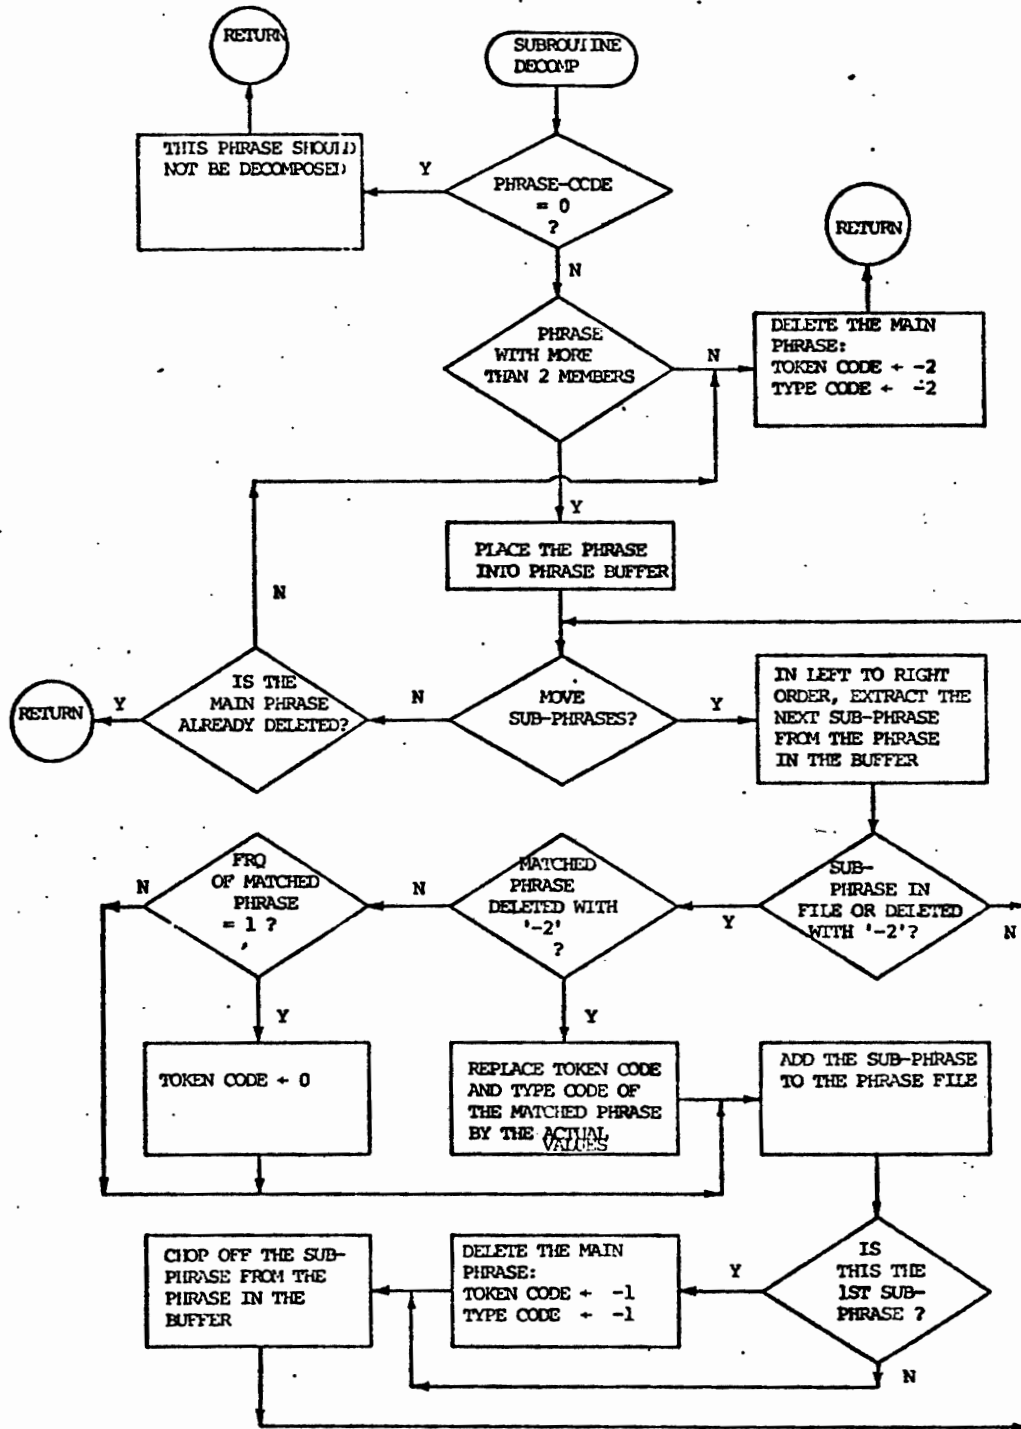 RETURN
SUBROUTINE
DECOMP
THIS PHRASE SHOULD
NOT BE DECOMPOSED
Y
PHRASE-CODE
= 0
?
N
RETURN
PHRASE
WITH MORE
THAN 2 MEMBERS
N
DELETE THE MAIN
PHRASE:
TOKEN CODE ← -2
TYPE CODE ← -2
Y
PLACE THE PHRASE
INTO PHRASE BUFFER
N
RETURN
Y
IS THE
MAIN PHRASE
ALREADY DELETED?
N
MOVE
SUB-PHRASES?
Y
IN LEFT TO RIGHT
ORDER, EXTRACT THE
NEXT SUB-PHRASE
FROM THE PHRASE
IN THE BUFFER
N
FRQ
OF MATCHED
PHRASE
= 1 ?
N
MATCHED
PHRASE
DELETED WITH
'-2'
?
Y
SUB-
PHRASE IN
FILE OR DELETED
WITH '-2'?
N
Y
Y
TOKEN CODE ← 0
REPLACE TOKEN CODE
AND TYPE CODE OF
THE MATCHED PHRASE
BY THE ACTUAL
VALUES
ADD THE SUB-PHRASE
TO THE PHRASE FILE
CHOP OFF THE SUB-
PHRASE FROM THE
PHRASE IN THE
BUFFER
DELETE THE MAIN
PHRASE:
TOKEN CODE ← -1
TYPE CODE ← -1
Y
IS
THIS THE
1ST SUB-
PHRASE ?
N